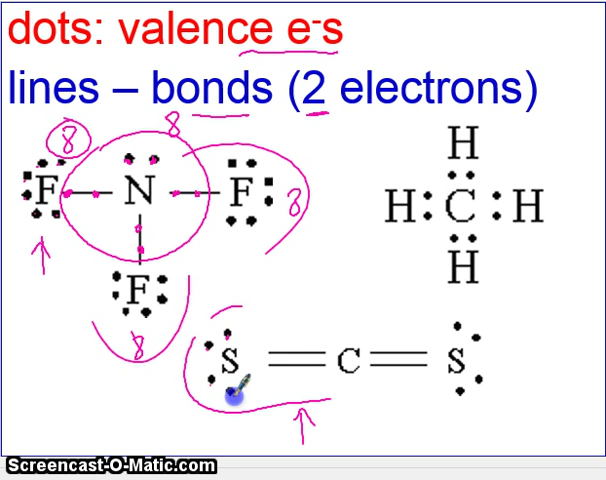 dots: valence e-s
lines – bonds (2 electrons)
8
8
F N F
8
F
8
H
H : C : H
H
S = C = S
Screencast-O-Matic.com